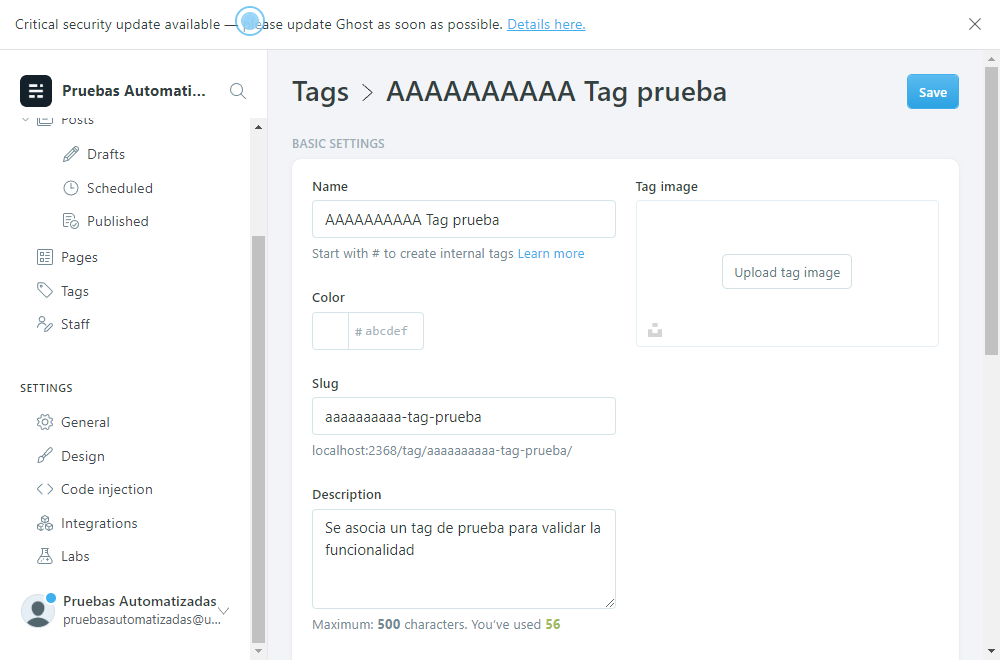 Critical security update available — please update Ghost as soon as possible. Details here.
Pruebas Automati...
Posts
Drafts
Scheduled
Published
Pages
Tags
Staff
SETTINGS
General
Design
Code injection
Integrations
Labs
Pruebas Automatizadas
pruebasautomatizadas@u...
Tags > AAAAAAAAAA Tag prueba
Save
BASIC SETTINGS
Name
AAAAAAAAAA Tag prueba
Start with # to create internal tags Learn more
Color
# abcdef
Slug
aaaaaaaaaa-tag-prueba
localhost:2368/tag/aaaaaaaaaa-tag-prueba/
Description
Se asocia un tag de prueba para validar la
funcionalidad
Maximum: 500 characters. You've used 56
Tag image
Upload tag image